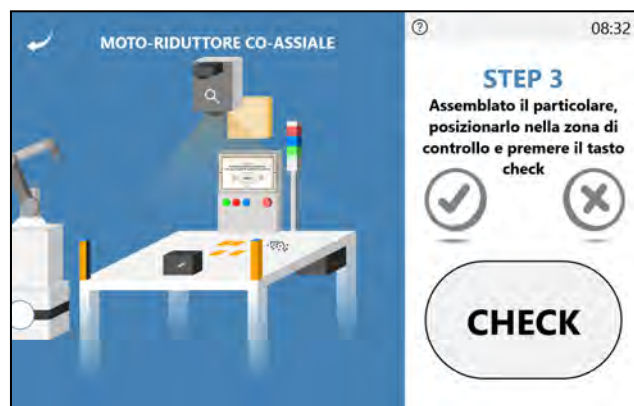 MOTO-RIDUTTORE CO-ASSIALE
08:32
STEP 3
Assemblato il particolare,
posizionarlo nella zona di
controllo e premere il tasto
check
CHECK